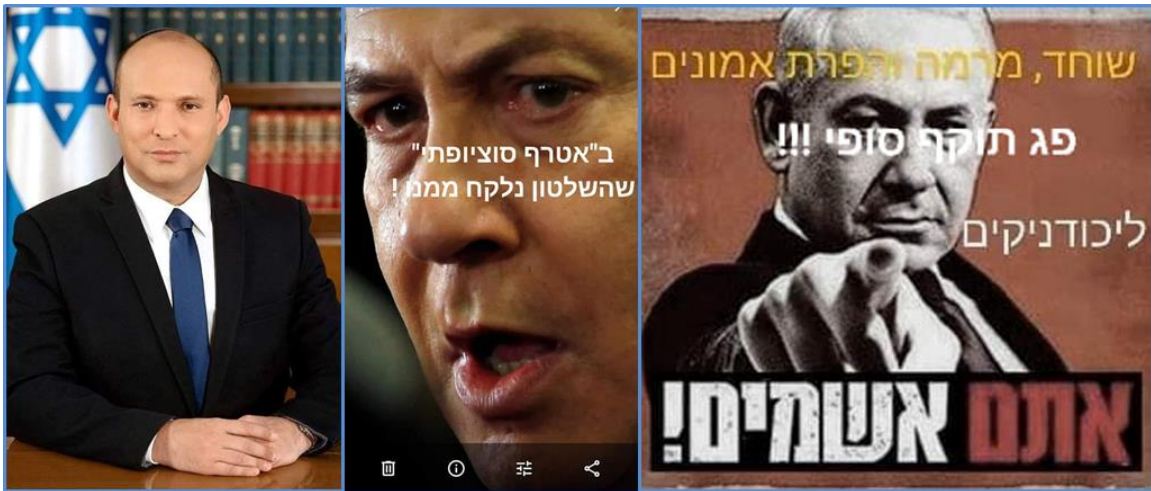 ב"אטרף סוציופתי"
שהשלטון נלקח ממנו !
שוחד, מרמה והפרת אמונים
פג תוקף סופי !!!
ליכודניקים
אתם אשמים!